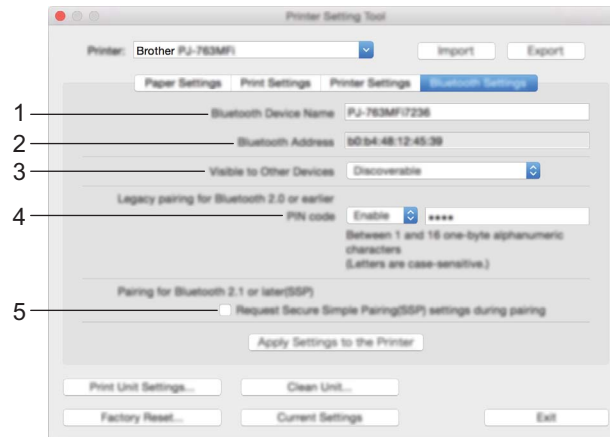 Printer Setting Tool
Printer: Brother PJ-763MFi Import Export
Paper Settings Print Settings Printer Settings Bluetooth Settings
1 Bluetooth Device Name PJ-763MFi7236
2 Bluetooth Address b0:b4:48:12:45:39
3 Visible to Other Devices Discoverable
Legacy pairing for Bluetooth 2.0 or earlier
4 PIN code Enable ••••
Between 1 and 16 one-byte alphanumeric
characters
(Letters are case-sensitive.)
Pairing for Bluetooth 2.1 or later(SSP)
5 Request Secure Simple Pairing(SSP) settings during pairing
Apply Settings to the Printer
Print Unit Settings... Clean Unit...
Factory Reset... Current Settings Exit